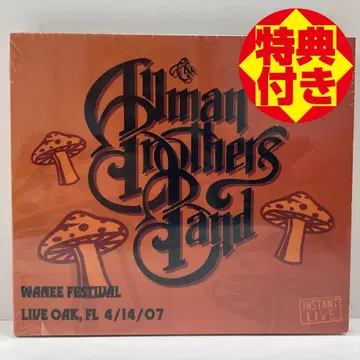 特典
付き
The
Allman
Brothers
Band
WANEE FESTIVAL
LIVE OAK, FL 4/14/07
INSTANT
LIVE